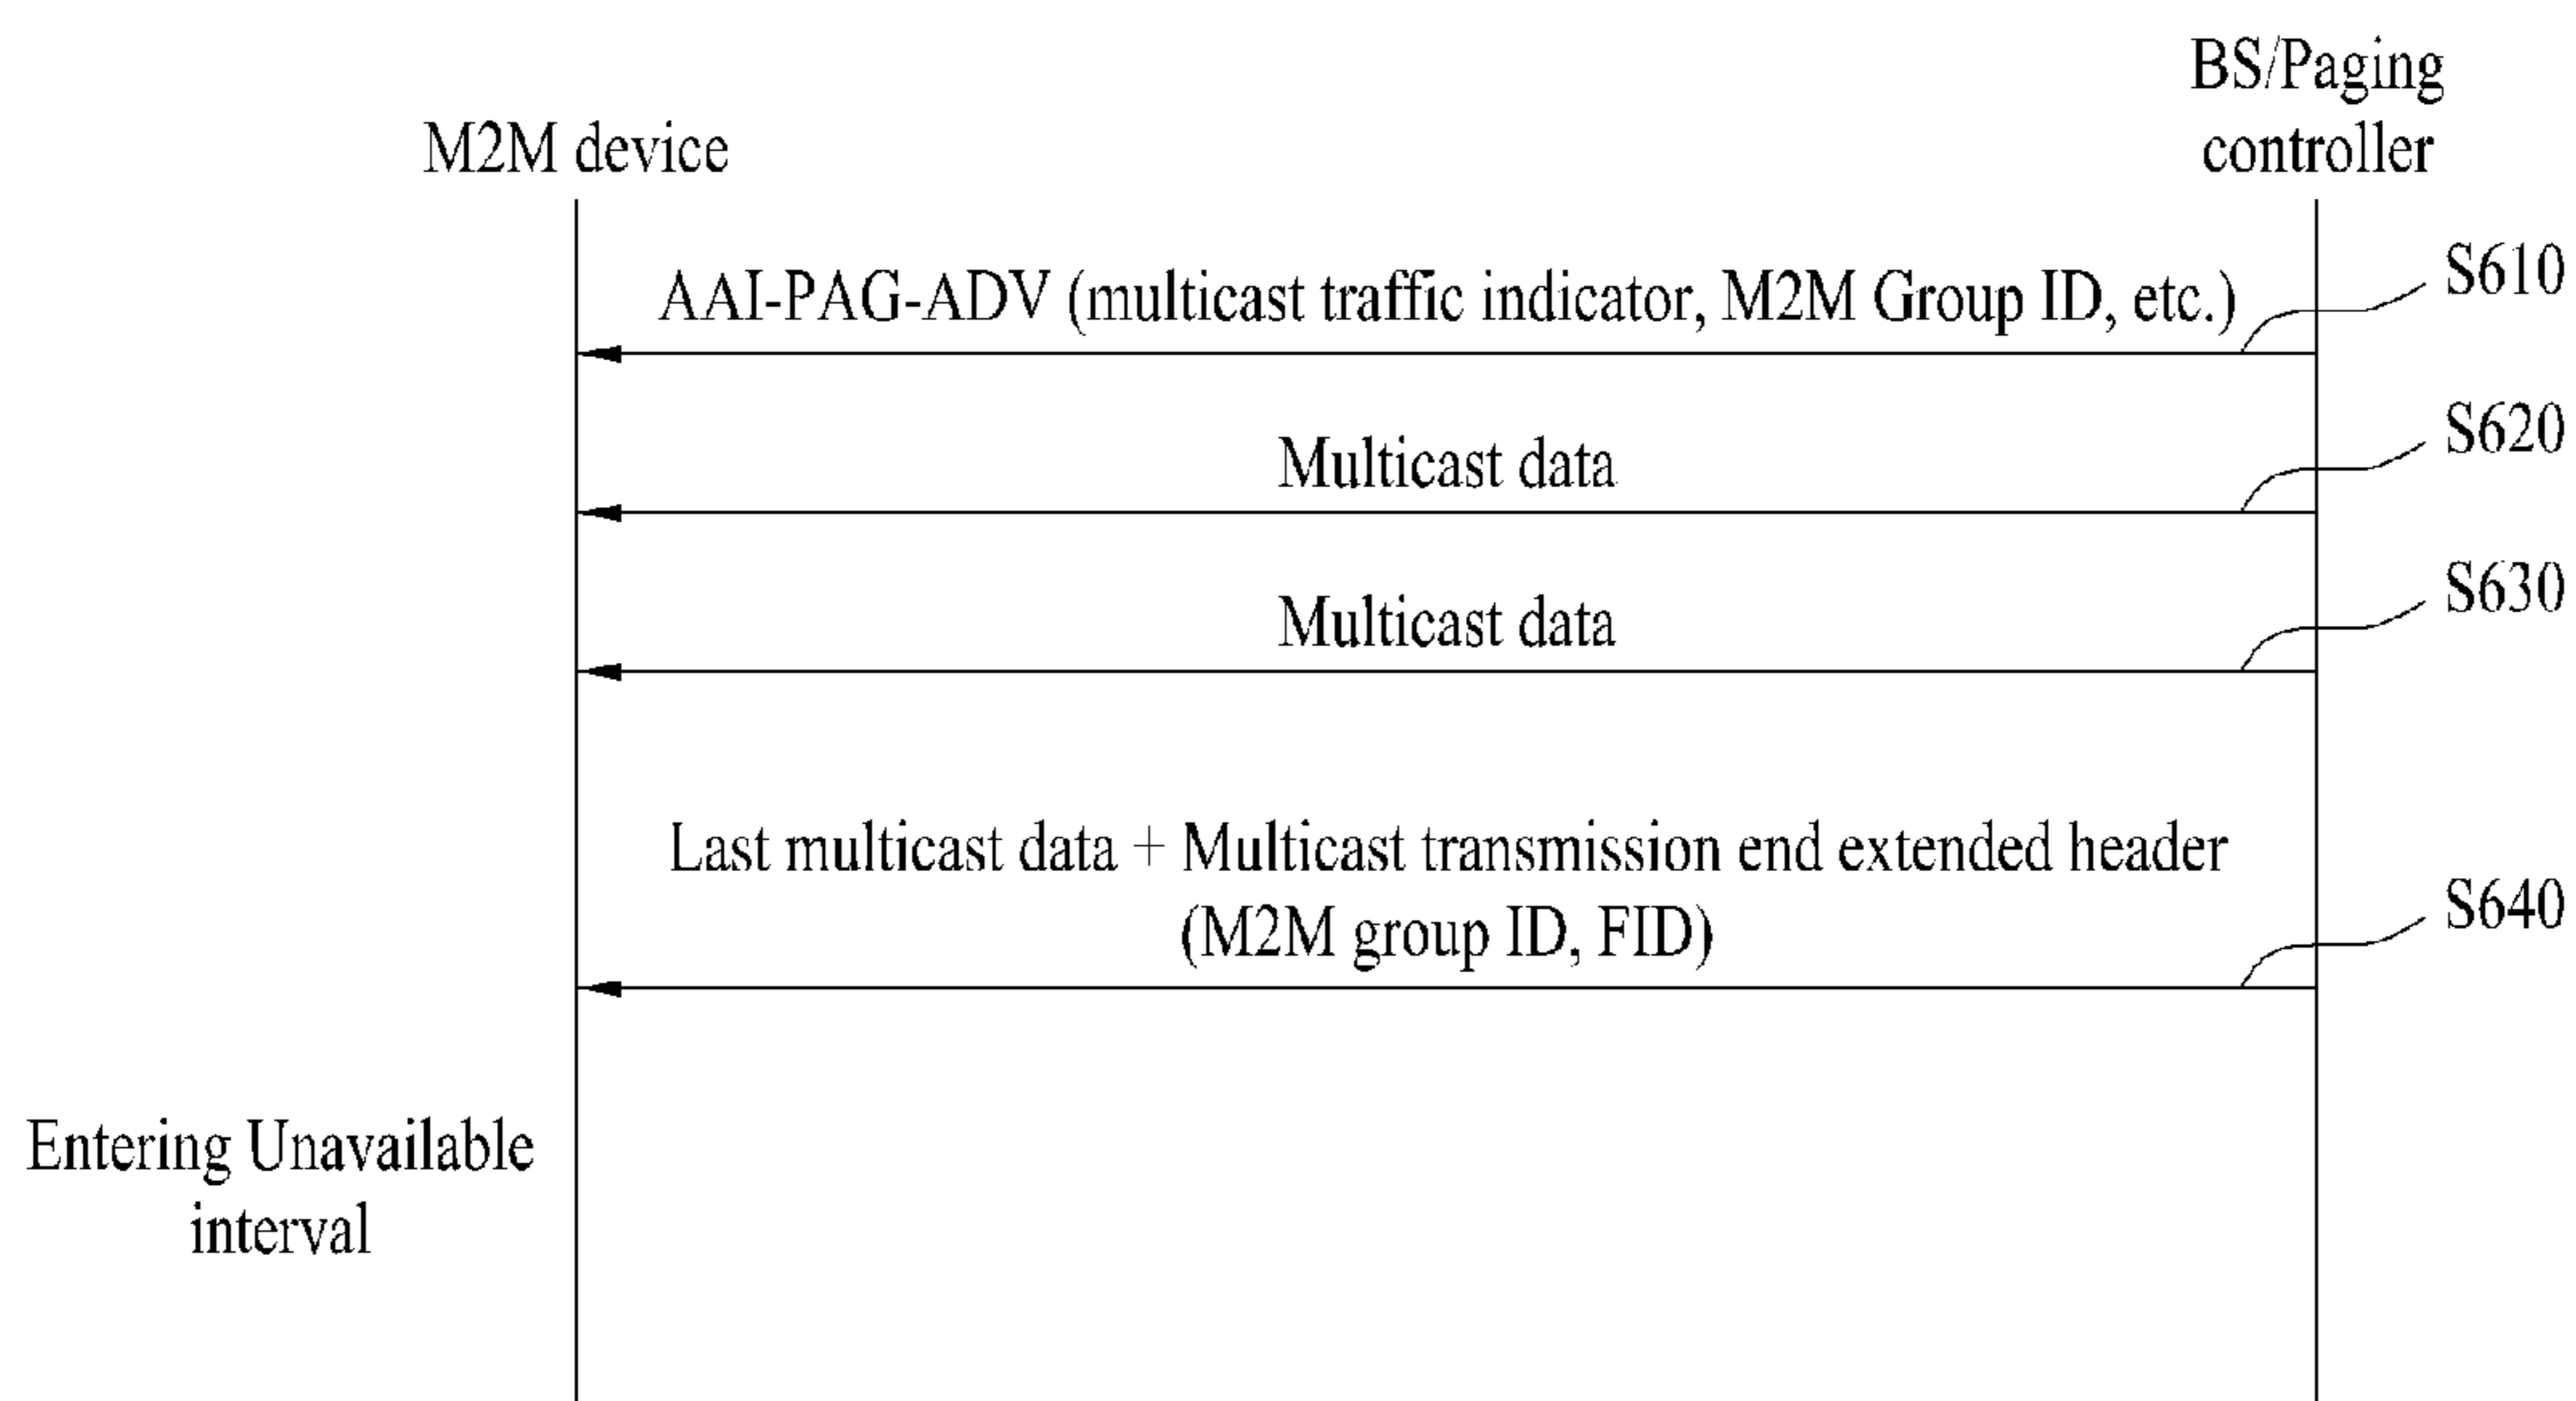 BS/Paging
controller
M2M device
AAI-PAG-ADV (multicast traffic indicator, M2M Group ID, etc.)
S610
Multicast data
S620
Multicast data
S630
Last multicast data + Multicast transmission end extended header
(M2M group ID, FID)
S640
Entering Unavailable
interval